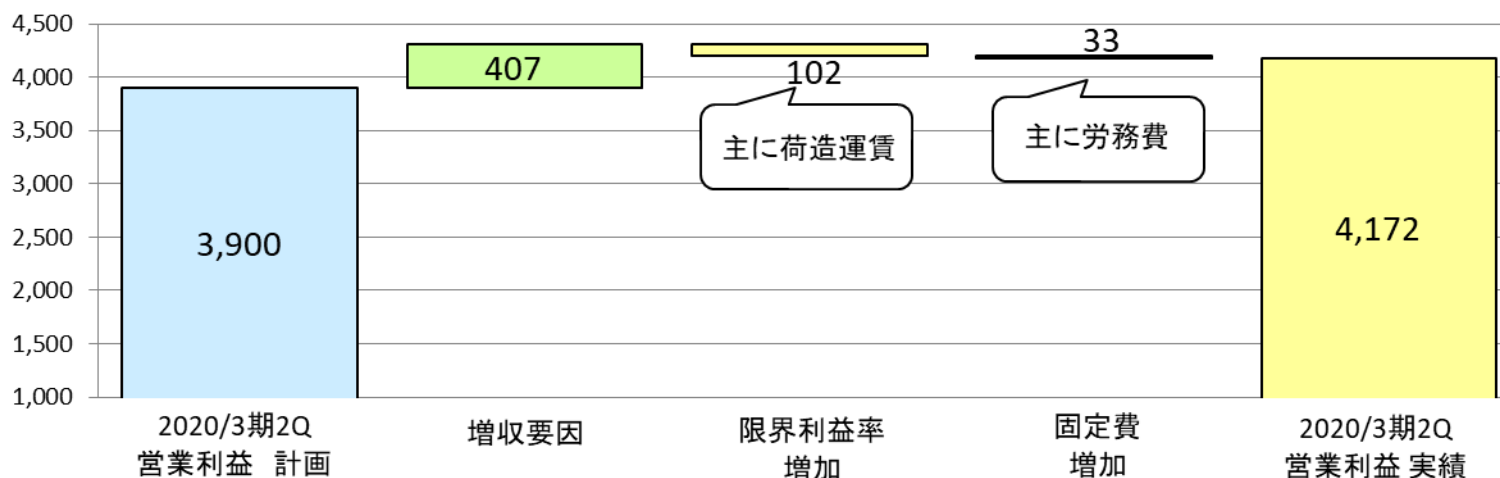 4,500
4,000
3,500
3,000
2,500
2,000
1,500
1,000
3,900
407
102
主に荷造運賃
33
主に労務費
4,172
2020/3期2Q
営業利益 計画
増収要因
限界利益率
増加
固定費
増加
2020/3期2Q
営業利益 実績